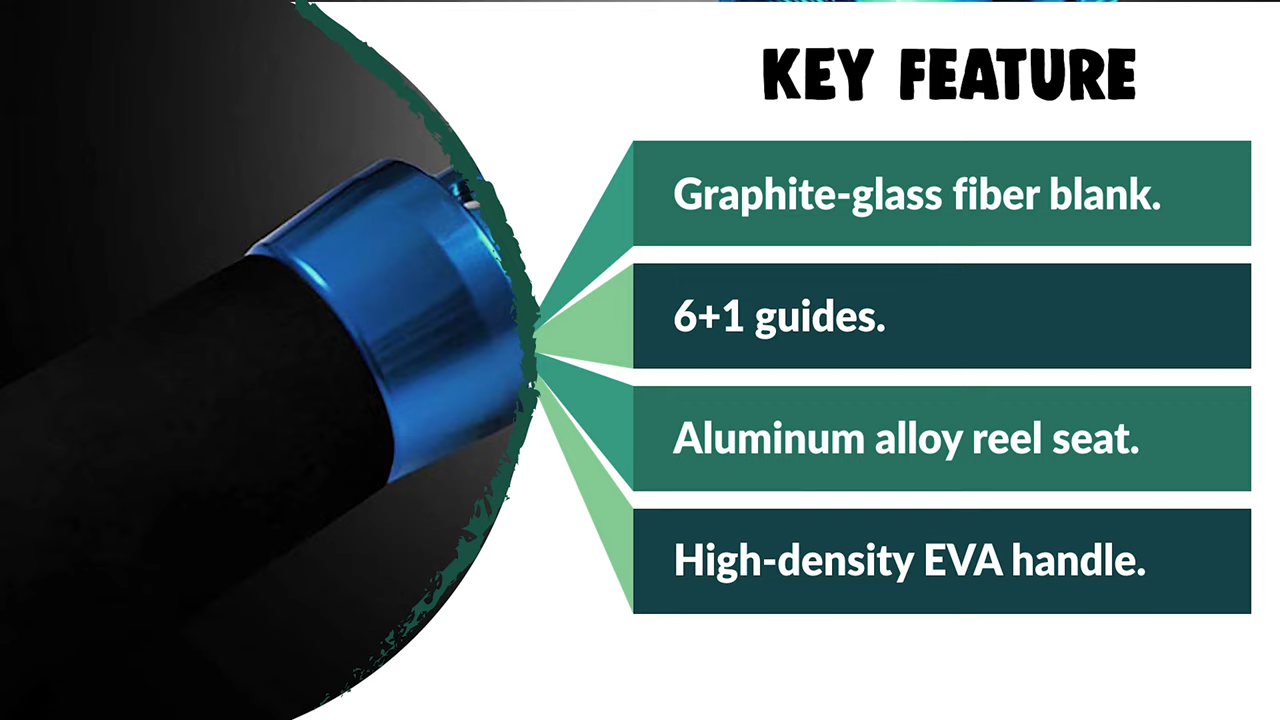 KEY FEATURE
Graphite-glass fiber blank.
6+1 guides.
Aluminum alloy reel seat.
High-density EVA handle.